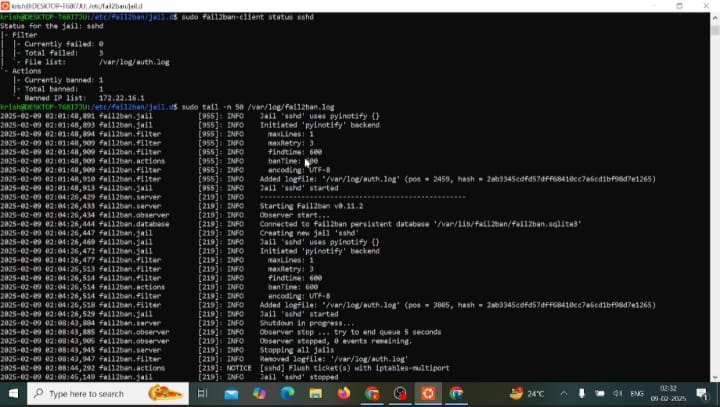 krish@DESKTOP-T68I7JU: /etc/fail2ban/jail.d
krish@DESKTOP-T68I7JU:/etc/fail2ban/jail.d$ sudo fail2ban-client status sshd
Status for the jail: sshd
|- Filter
|  |- Currently failed: 0
|  |- Total failed:     3
|  `- File list:        /var/log/auth.log
`- Actions
   |- Currently banned: 1
   |- Total banned:     1
   `- Banned IP list:   172.22.16.1
krish@DESKTOP-T68I7JU:/etc/fail2ban/jail.d$ sudo tail -n 50 /var/log/fail2ban.log
2025-02-09 02:01:48,891 fail2ban.jail           [955]: INFO    Jail 'sshd' uses pyinotify {}
2025-02-09 02:01:48,894 fail2ban.jail           [955]: INFO    Initiated 'pyinotify' backend
2025-02-09 02:01:48,908 fail2ban.filter         [955]: INFO      maxLines: 1
2025-02-09 02:01:48,909 fail2ban.filter         [955]: INFO      maxRetry: 3
2025-02-09 02:01:48,909 fail2ban.filter         [955]: INFO      findtime: 600
2025-02-09 02:01:48,909 fail2ban.actions        [955]: INFO      banTime: 600
2025-02-09 02:01:48,909 fail2ban.filter         [955]: INFO      encoding: UTF-8
2025-02-09 02:01:48,910 fail2ban.filter         [955]: INFO    Added logfile: '/var/log/auth.log' (pos = 2459, hash = 2ab3345cdfd57dff68410cc7a6cd1bf98d7e1265)
2025-02-09 02:01:48,913 fail2ban.jail           [955]: INFO    Jail 'sshd' started
2025-02-09 02:04:26,429 fail2ban.server         [219]: INFO    --------------------------------------------------
2025-02-09 02:04:26,433 fail2ban.server         [219]: INFO    Starting Fail2ban v0.11.2
2025-02-09 02:04:26,434 fail2ban.observer       [219]: INFO    Observer start...
2025-02-09 02:04:26,444 fail2ban.database       [219]: INFO    Connected to fail2ban persistent database '/var/lib/fail2ban/fail2ban.sqlite3'
2025-02-09 02:04:26,447 fail2ban.jail           [219]: INFO    Creating new jail 'sshd'
2025-02-09 02:04:26,469 fail2ban.jail           [219]: INFO    Jail 'sshd' uses pyinotify {}
2025-02-09 02:04:26,472 fail2ban.jail           [219]: INFO    Initiated 'pyinotify' backend
2025-02-09 02:04:26,477 fail2ban.filter         [219]: INFO      maxLines: 1
2025-02-09 02:04:26,513 fail2ban.filter         [219]: INFO      maxRetry: 3
2025-02-09 02:04:26,514 fail2ban.filter         [219]: INFO      findtime: 600
2025-02-09 02:04:26,514 fail2ban.actions        [219]: INFO      banTime: 600
2025-02-09 02:04:26,514 fail2ban.filter         [219]: INFO      encoding: UTF-8
2025-02-09 02:04:26,518 fail2ban.filter         [219]: INFO    Added logfile: '/var/log/auth.log' (pos = 3805, hash = 2ab3345cdfd57dff68410cc7a6cd1bf98d7e1265)
2025-02-09 02:04:26,529 fail2ban.jail           [219]: INFO    Jail 'sshd' started
2025-02-09 02:08:43,884 fail2ban.server         [219]: INFO    Shutdown in progress...
2025-02-09 02:08:43,885 fail2ban.observer       [219]: INFO    Observer stop ... try to end queue 5 seconds
2025-02-09 02:08:43,905 fail2ban.observer       [219]: INFO    Observer stopped, 0 events remaining.
2025-02-09 02:08:43,945 fail2ban.server         [219]: INFO    Stopping all jails
2025-02-09 02:08:43,947 fail2ban.filter         [219]: INFO    Removed logfile: '/var/log/auth.log'
2025-02-09 02:08:44,292 fail2ban.actions        [219]: NOTICE  [sshd] Flush ticket(s) with iptables-multiport
2025-02-09 02:08:45,149 fail2ban.jail           [219]: INFO    Jail 'sshd' stopped
Type here to search
24°C
ENG
02:32
09-02-2025